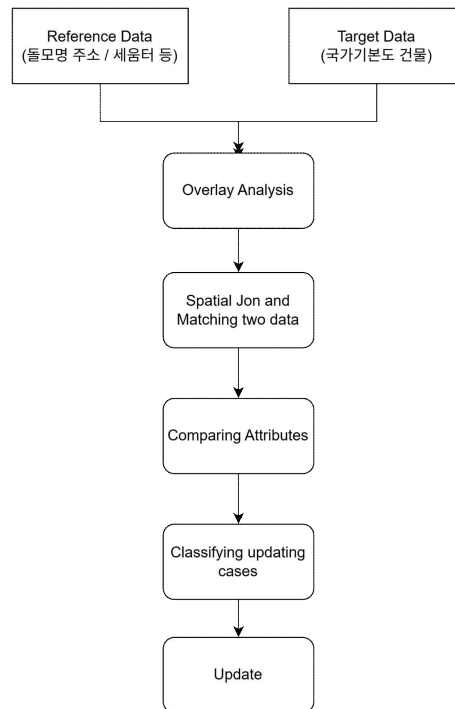 Reference Data
(돌모명 주소 / 세움터 등)
Target Data
(국가기본도 건물)
Overlay Analysis
Spatial Jon and
Matching two data
Comparing Attributes
Classifying updating
cases
Update